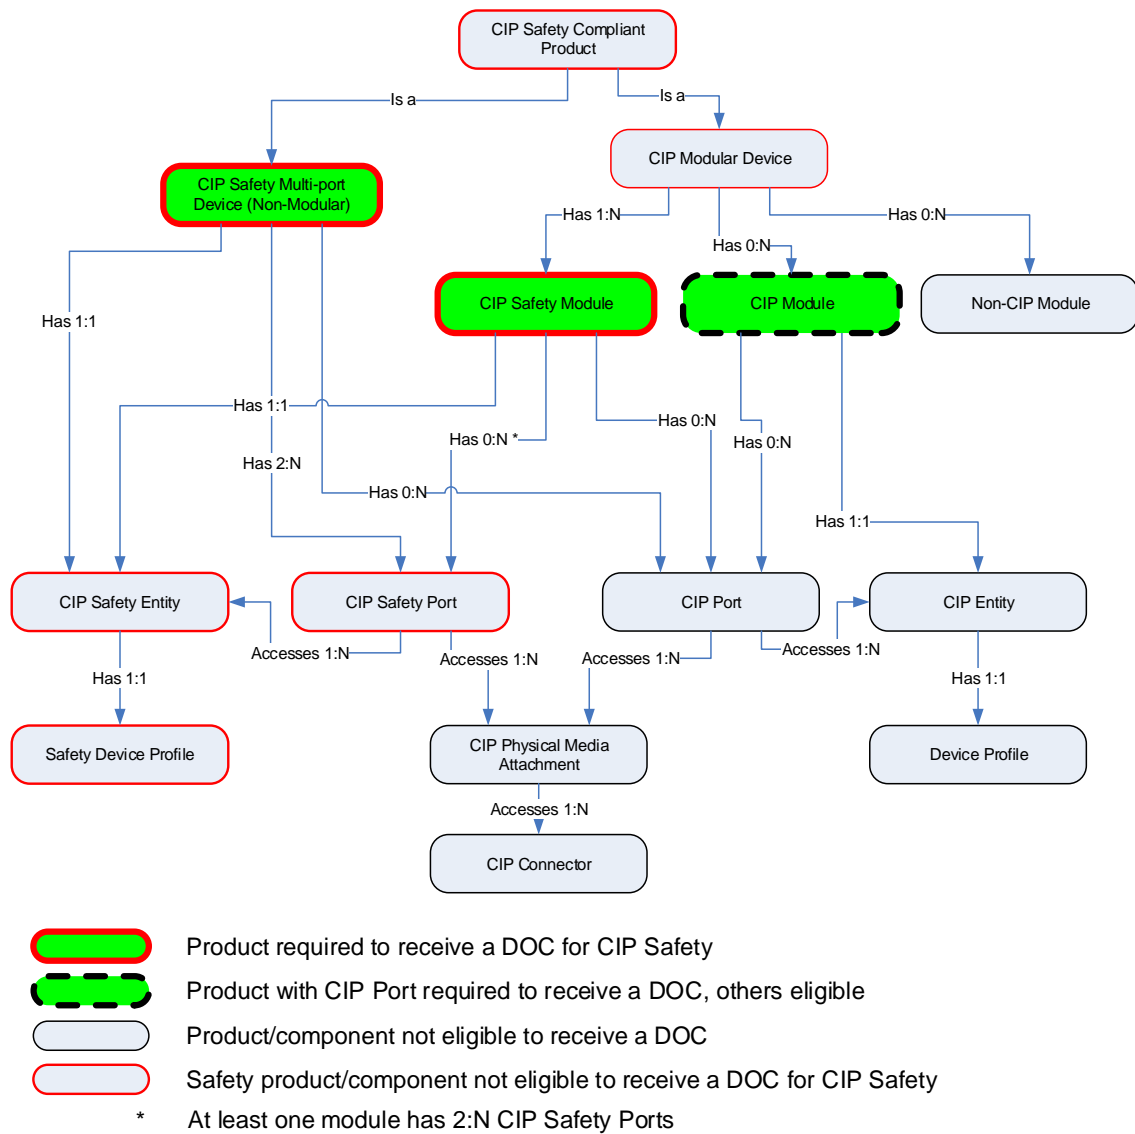 CIP Safety Compliant
Product
Is a
Is a
CIP Modular Device
CIP Safety Multi-port
Device (Non-Modular)
Has 1:N
Has 0:N
Has 0:N
CIP Safety Module
CIP Module
Non-CIP Module
Has 1:1
Has 1:1
Has 0:N *
Has 0:N
Has 0:N
Has 2:N
Has 0:N
Has 1:1
CIP Safety Entity
CIP Safety Port
CIP Port
CIP Entity
Accesses 1:N
Accesses 1:N
Accesses 1:N
Accesses 1:N
Has 1:1
Has 1:1
Safety Device Profile
CIP Physical Media
Attachment
Device Profile
Accesses 1:N
CIP Connector
Product required to receive a DOC for CIP Safety
Product with CIP Port required to receive a DOC, others eligible
Product/component not eligible to receive a DOC
Safety product/component not eligible to receive a DOC for CIP Safety
* At least one module has 2:N CIP Safety Ports